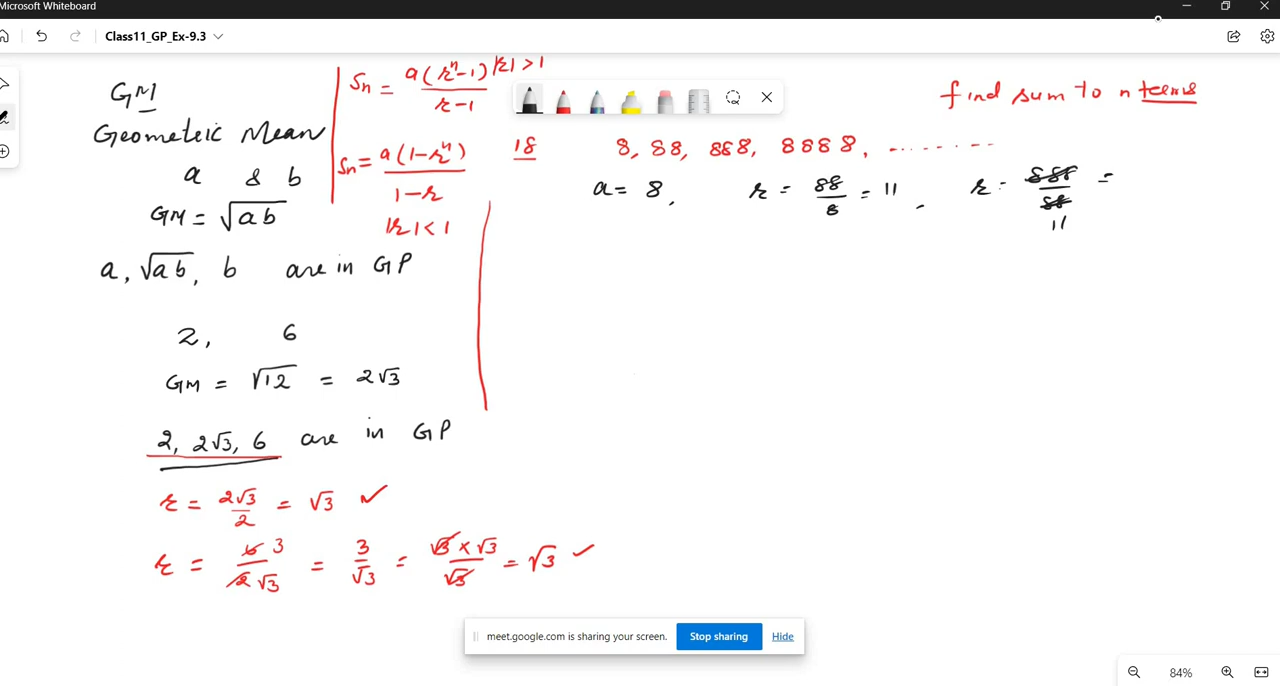 Microsoft Whiteboard
Class11_GP_Ex-9.3
GM
Geometric Mean
a & b
GM = √ab
a, √ab, b are in GP
2, 6
GM = √12 = 2√3
2, 2√3, 6 are in GP
r = 2√3/2 = √3 ✓
r = 6 3/2√3 = 3/√3 = √3 × √3/√3 = √3 ✓
Sn = a(rⁿ-1)/r-1 |r| > 1
Sn = a(1-rⁿ)/1-r
|r| < 1
find sum to n terms
18 8, 88, 888, 8888, .........
a = 8, r = 88/8 = 11, r = 888/88 =
11
meet.google.com is sharing your screen. Stop sharing Hide
84%